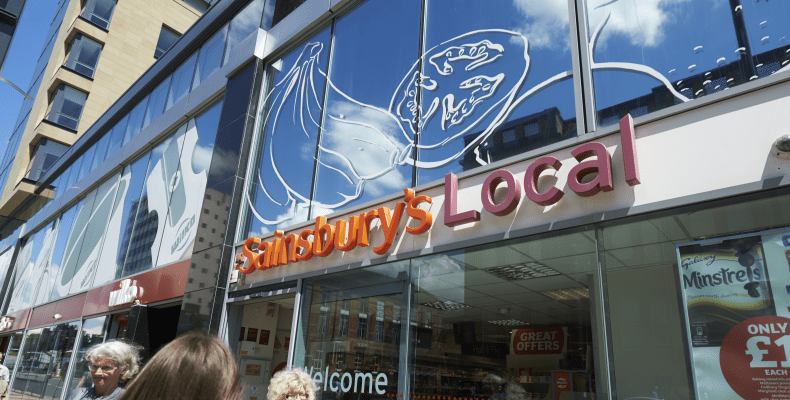 Sainsbury's Local
GREAT OFFERS
Welcome
Galaxy
Minstrels
ONLY
£1
EACH